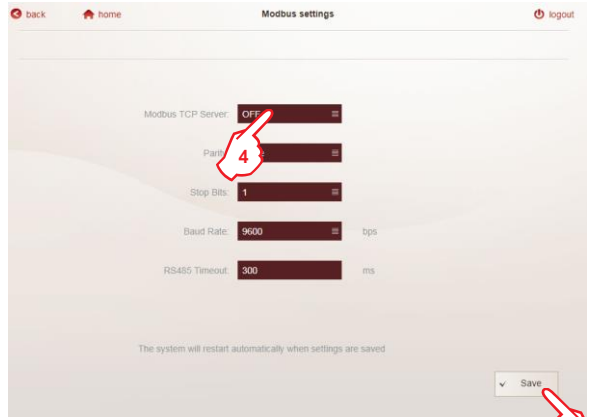 back home Modbus settings logout
Modbus TCP Server: OFF
Parity
4
Stop Bits: 1
Baud Rate: 9600 bps
RS485 Timeout: 300 ms
The system will restart automatically when settings are saved
Save